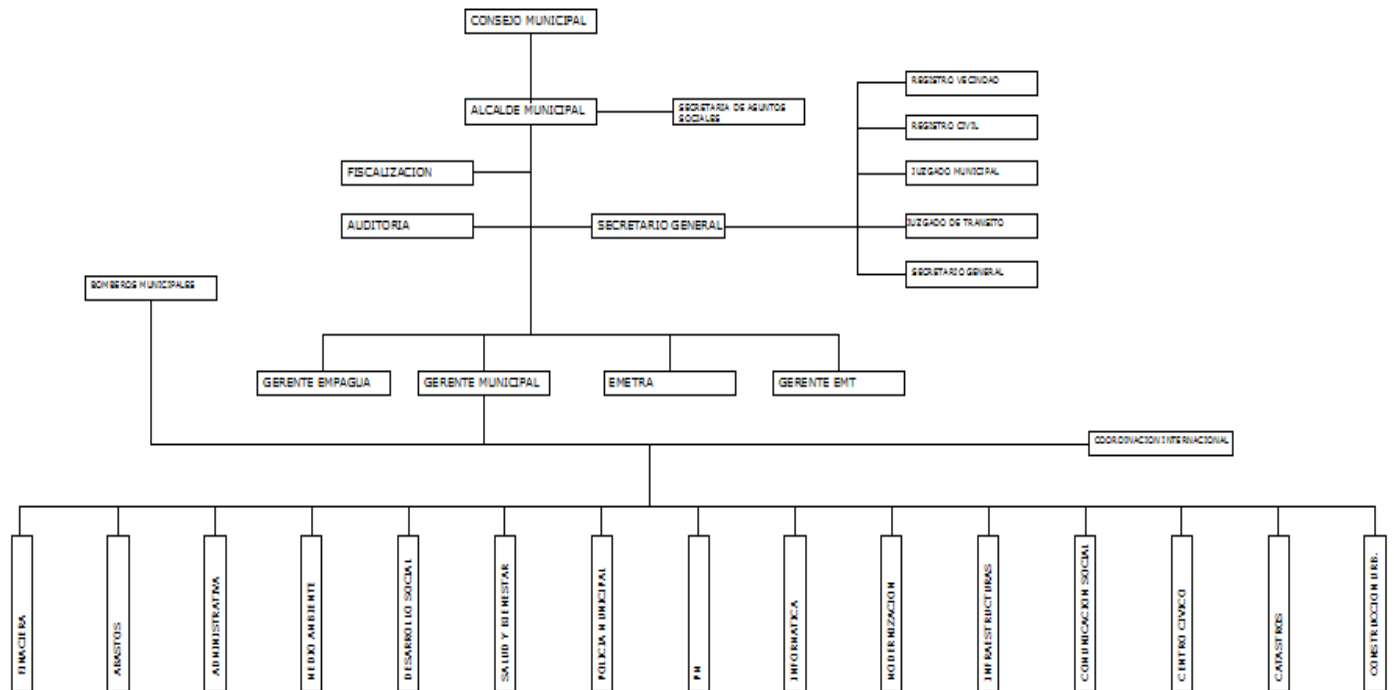 CONSEJO MUNICIPAL
REGISTRO VECINDAD
ALCALDE MUNICIPAL
SECRETARIA DE ASUNTOS
SOCIALES
REGISTRO CIVIL
FISCALIZACION
JUZGADO MUNICIPAL
AUDITORIA
SECRETARIO GENERAL
JUZGADO DE TRANSITO
SECRETARIO GENERAL
BOMBEROS MUNICIPALES
GERENTE EMPAGUA
GERENTE MUNICIPAL
EMETRA
GERENTE EMT
COORDINACION INTERNACIONAL
FINACIERA
ABASTOS
ADMINISTRATIVA
MEDIO AMBIENTE
DESARROLLO SOCIAL
SALUD Y BIENESTAR
POLICIA MUNICIPAL
PM
INFORMATICA
MODERNIZACION
INFRAESTRUCTURAS
COMUNICACION SOCIAL
CENTRO CIVICO
CATASTROS
CONSTRUCCION URB.